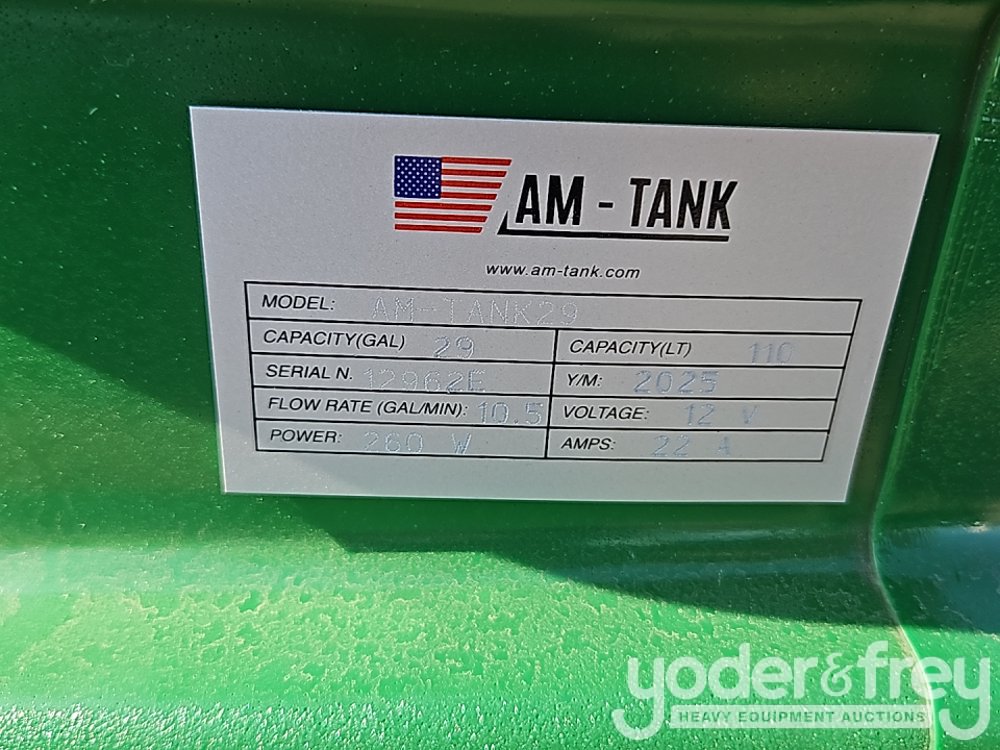 AM - TANK
www.am-tank.com
MODEL: AM-TANK29
CAPACITY(GAL) 29 CAPACITY(LT) 110
SERIAL N. 12962E Y/M: 2025
FLOW RATE (GAL/MIN): 10.5 VOLTAGE: 12 V
POWER: 260 W AMPS: 22 A
yoder&frey
HEAVY EQUIPMENT AUCTIONS